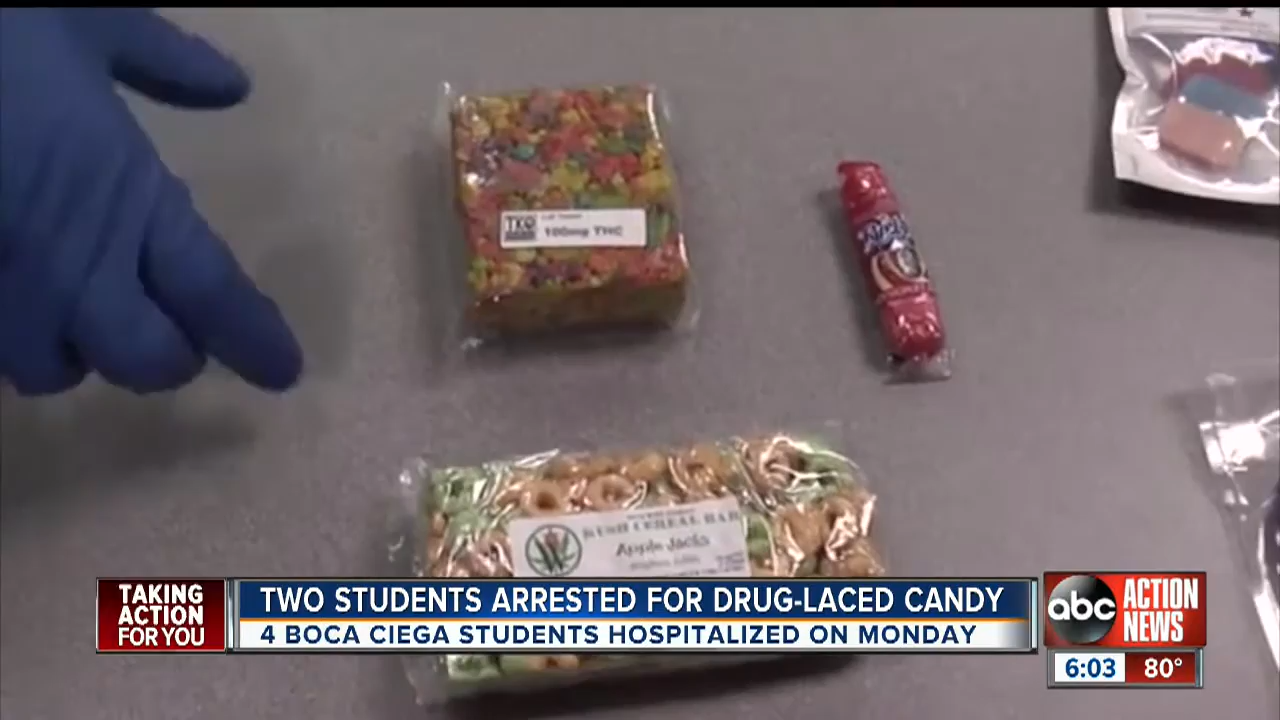 TKO
100mg THC
KUSH CEREAL BAR
Apple Jacks
TAKING
ACTION
FOR YOU
TWO STUDENTS ARRESTED FOR DRUG-LACED CANDY
4 BOCA CIEGA STUDENTS HOSPITALIZED ON MONDAY
abc
ACTION
NEWS
6:03 80°